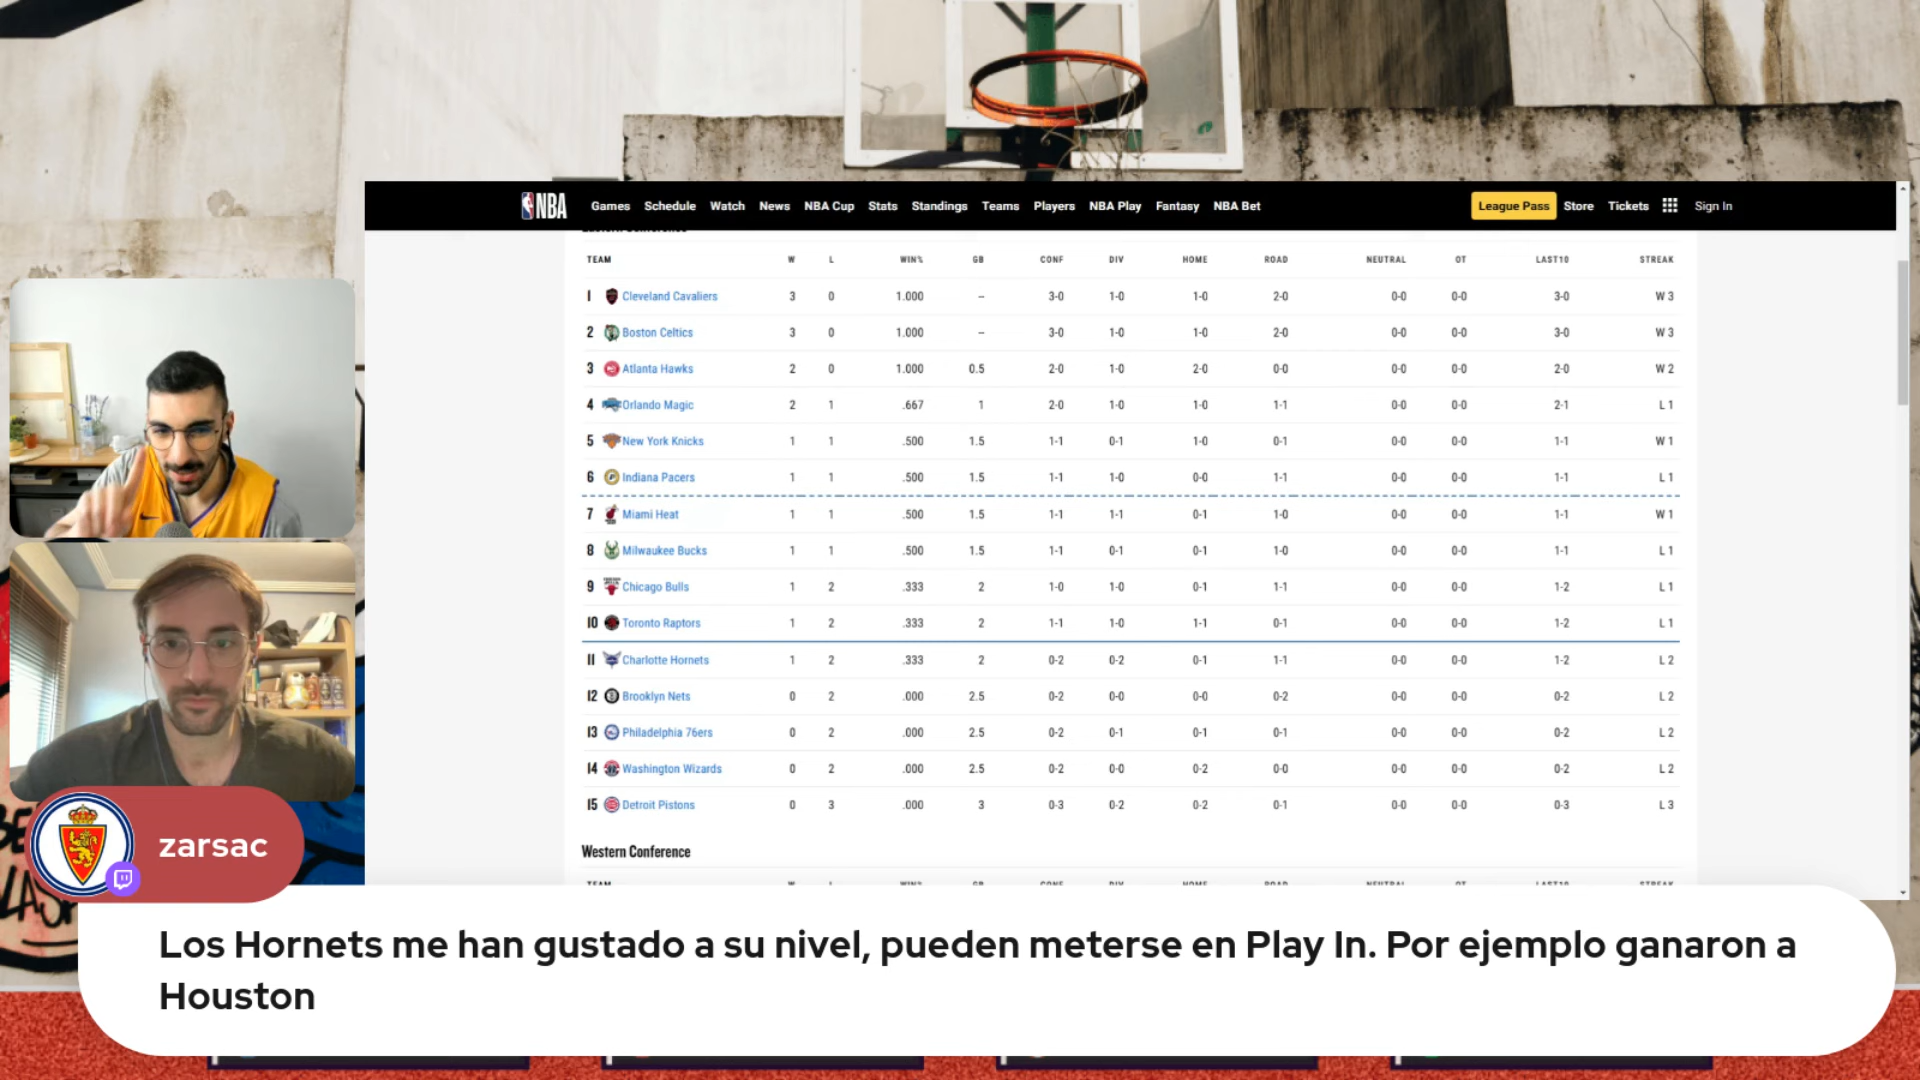 NBA Games Schedule Watch News NBA Cup Stats Standings Teams Players NBA Play Fantasy NBA Bet League Pass Store Tickets Sign In
TEAM W L WIN% GB CONF DIV HOME ROAD NEUTRAL OT LAST10 STREAK
1 Cleveland Cavaliers 3 0 1.000 -- 3-0 1-0 1-0 2-0 0-0 0-0 3-0 W 3
2 Boston Celtics 3 0 1.000 -- 3-0 1-0 1-0 2-0 0-0 0-0 3-0 W 3
3 Atlanta Hawks 2 0 1.000 0.5 2-0 1-0 2-0 0-0 0-0 0-0 2-0 W 2
4 Orlando Magic 2 1 .667 1 2-0 1-0 1-0 1-1 0-0 0-0 2-1 L 1
5 New York Knicks 1 1 .500 1.5 1-1 0-1 1-0 0-1 0-0 0-0 1-1 W 1
6 Indiana Pacers 1 1 .500 1.5 1-1 1-0 0-0 1-1 0-0 0-0 1-1 L 1
7 Miami Heat 1 1 .500 1.5 1-1 1-1 0-1 1-0 0-0 0-0 1-1 W 1
8 Milwaukee Bucks 1 1 .500 1.5 1-1 0-1 0-1 1-0 0-0 0-0 1-1 L 1
9 Chicago Bulls 1 2 .333 2 1-0 1-0 0-1 1-1 0-0 0-0 1-2 L 1
10 Toronto Raptors 1 2 .333 2 1-1 1-0 1-1 0-1 0-0 0-0 1-2 L 1
11 Charlotte Hornets 1 2 .333 2 0-2 0-2 0-1 1-1 0-0 0-0 1-2 L 2
12 Brooklyn Nets 0 2 .000 2.5 0-2 0-0 0-0 0-2 0-0 0-0 0-2 L 2
13 Philadelphia 76ers 0 2 .000 2.5 0-2 0-1 0-1 0-1 0-0 0-0 0-2 L 2
14 Washington Wizards 0 2 .000 2.5 0-2 0-0 0-2 0-0 0-0 0-0 0-2 L 2
15 Detroit Pistons 0 3 .000 3 0-3 0-2 0-2 0-1 0-0 0-0 0-3 L 3
Western Conference
TEAM W L WIN% GB CONF DIV HOME ROAD NEUTRAL OT LAST10 STREAK
zarsac
Los Hornets me han gustado a su nivel, pueden meterse en Play In. Por ejemplo ganaron a
Houston